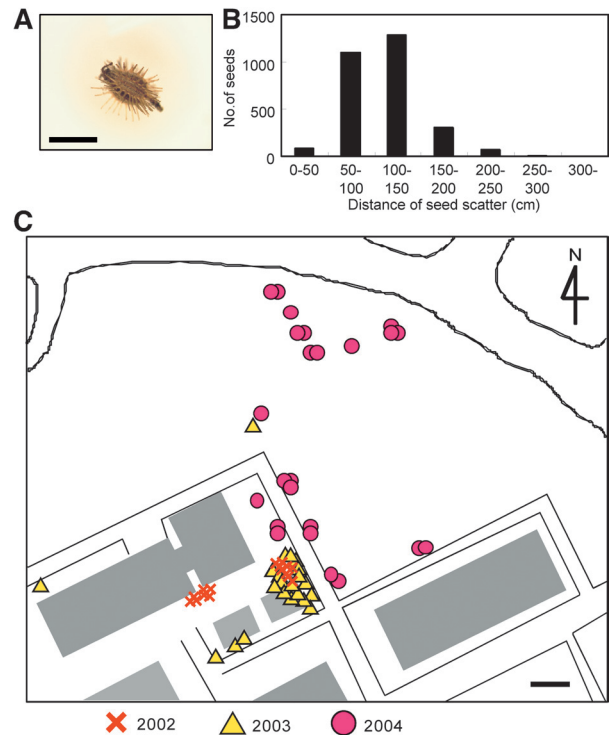 A
B
No.of seeds
1500
1000
500
0
0-50 50-100 100-150 150-200 200-250 250-300 300-
Distance of seed scatter (cm)
C
N
2002 2003 2004